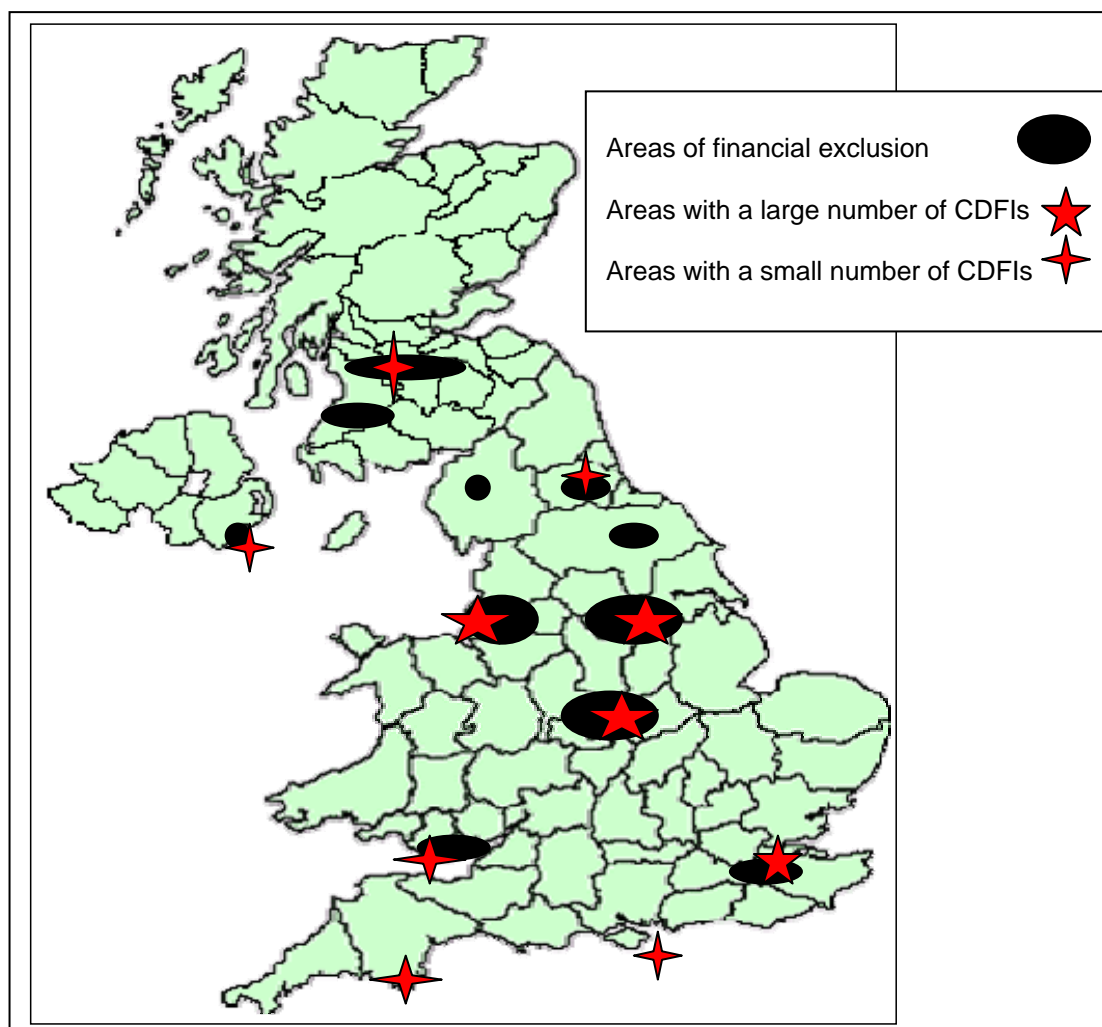 Areas of financial exclusion
Areas with a large number of CDFIs
Areas with a small number of CDFIs